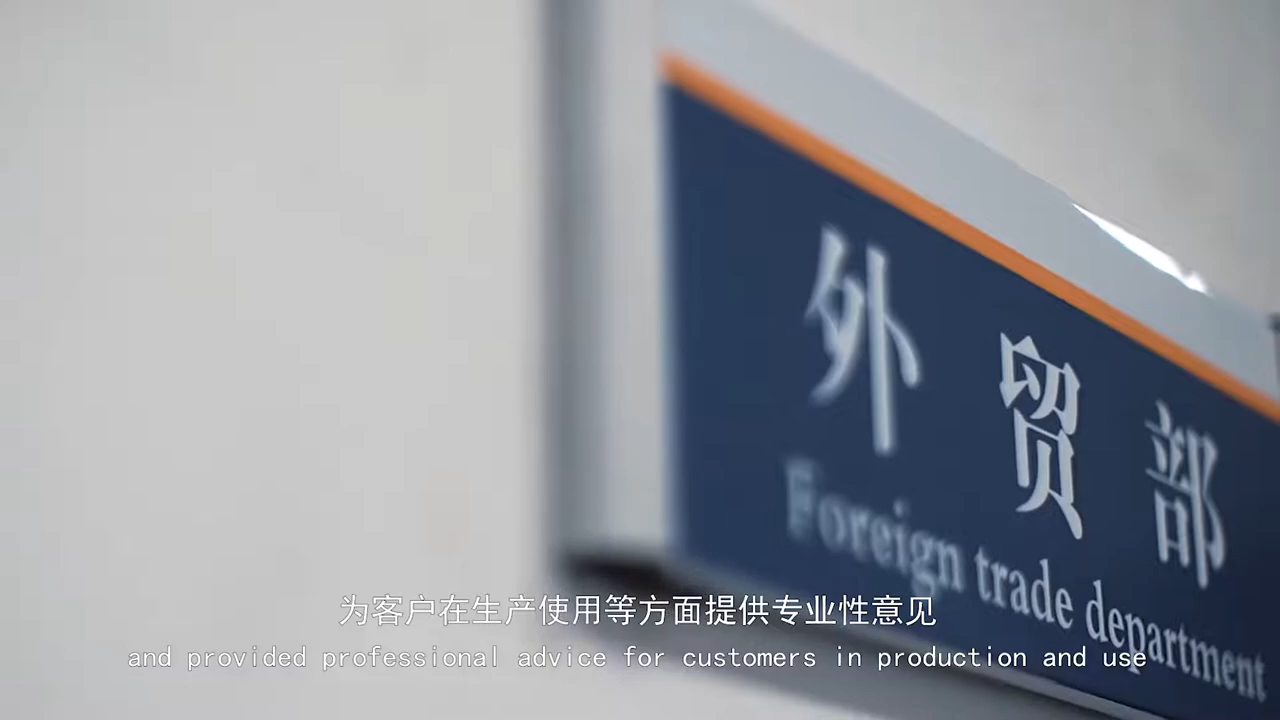 外贸部
Foreign trade department
为客户在生产使用等方面提供专业性意见
and provided professional advice for customers in production and use